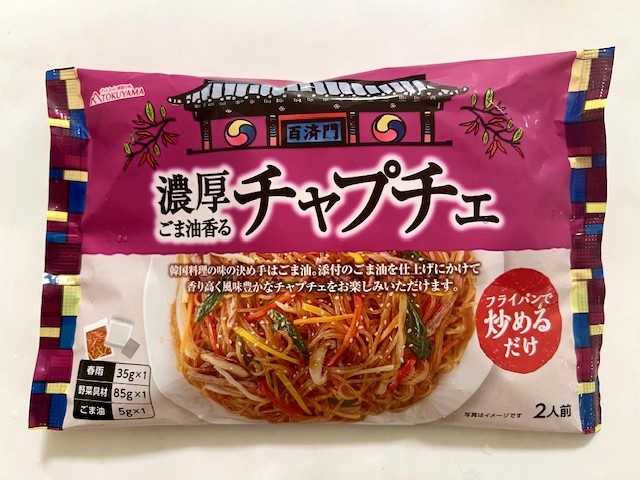 TOKUYAMA
百済門
濃厚
ごま油香る
チャプチェ
韓国料理の味の決め手はごま油。添付のごま油を仕上げにかけて
香り高く風味豊かなチャプチェをお楽しみいただけます。
フライパンで
炒める
だけ
春雨 35g×1
野菜具材 85g×1
ごま油 5g×1
写真はイメージです
2人前